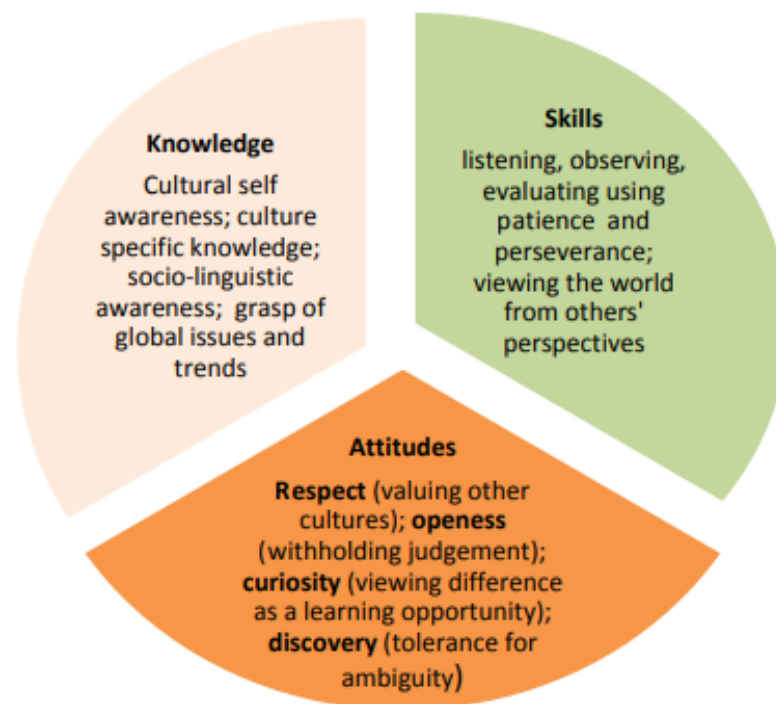 Knowledge
Cultural self
awareness; culture
specific knowledge;
socio-linguistic
awareness; grasp of
global issues and
trends
Skills
listening, observing,
evaluating using
patience and
perseverance;
viewing the world
from others'
perspectives
Attitudes
Respect (valuing other
cultures); openess
(withholding judgement);
curiosity (viewing difference
as a learning opportunity);
discovery (tolerance for
ambiguity)